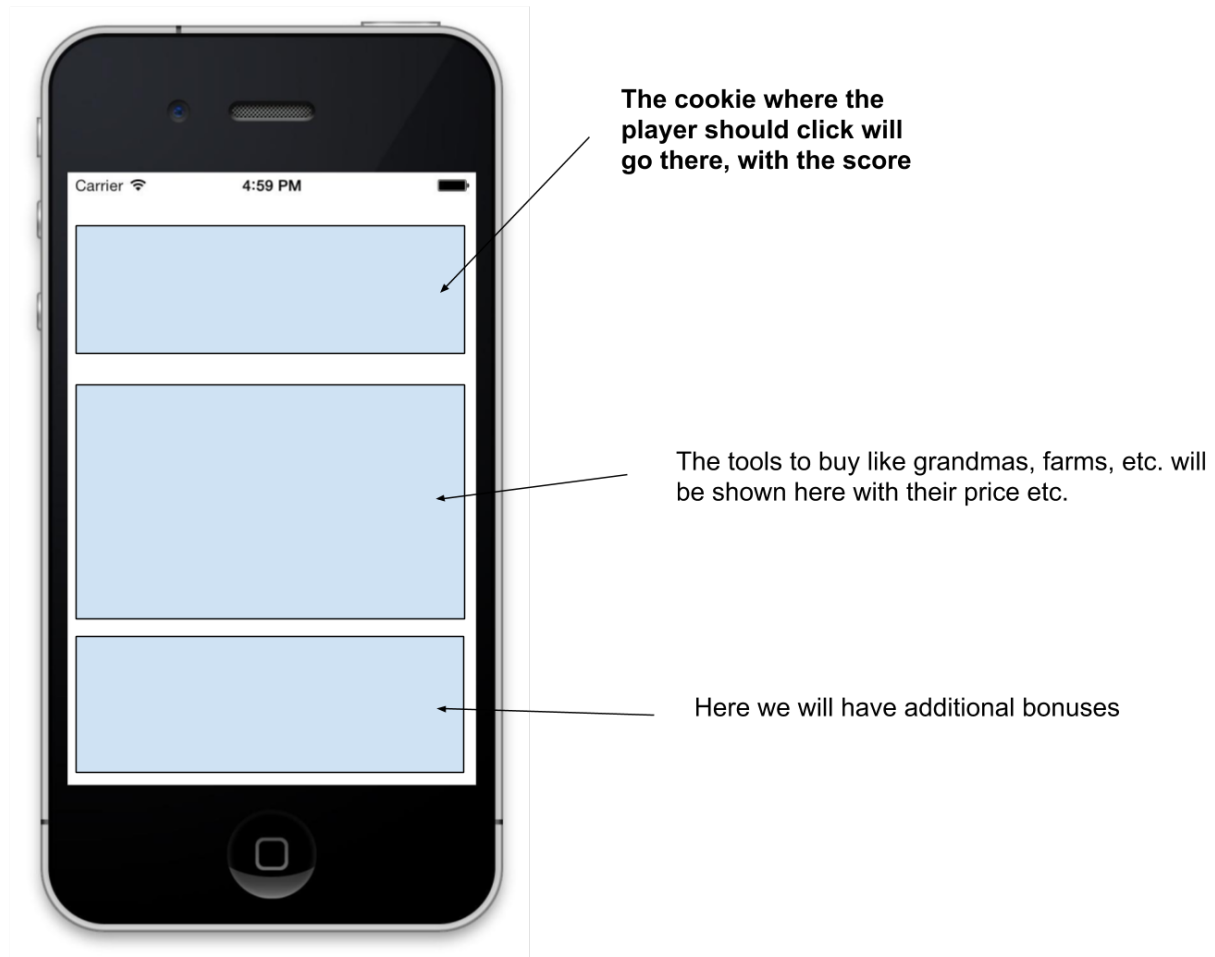 Carrier
4:59 PM
The cookie where the
player should click will
go there, with the score
The tools to buy like grandmas, farms, etc. will
be shown here with their price etc.
Here we will have additional bonuses